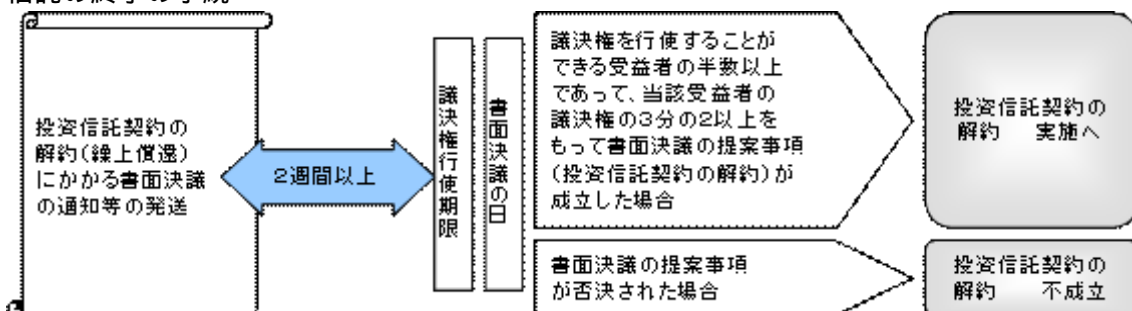 投資信託契約の
解約(繰上償還)
にかかる書面決議
の通知等の発送
2週間以上
議決権行使期限
書面決議の日
議決権を行使することが
できる受益者の半数以上
であって、当該受益者の
議決権の3分の2以上を
もって書面決議の提案事項
(投資信託契約の解約)が
成立した場合
投資信託契約の
解約 実施へ
書面決議の提案事項
が否決された場合
投資信託契約の
解約 不成立